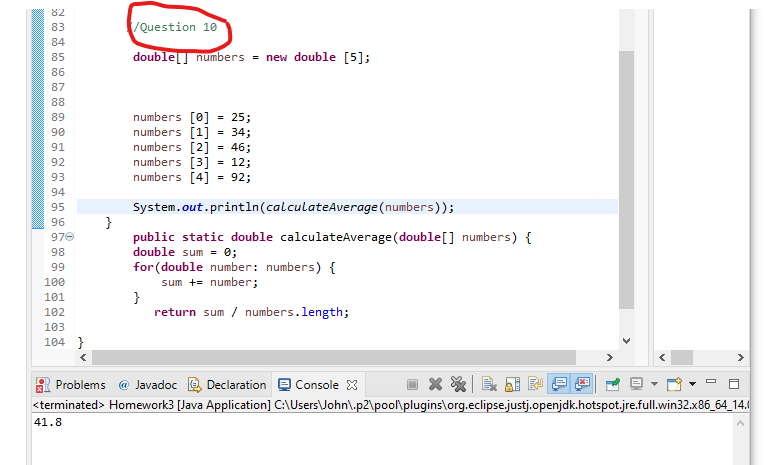 82
83 //Question 10
84
85 double[] numbers = new double [5];
86
87
88
89 numbers [0] = 25;
90 numbers [1] = 34;
91 numbers [2] = 46;
92 numbers [3] = 12;
93 numbers [4] = 92;
94
95 System.out.println(calculateAverage(numbers));
96 }
97 public static double calculateAverage(double[] numbers) {
98 double sum = 0;
99 for(double number: numbers) {
100 sum += number;
101 }
102 return sum / numbers.length;
103
104 }
Problems @ Javadoc Declaration Console
<terminated> Homework3 [Java Application] C:\Users\John\.p2\pool\plugins\org.eclipse.justj.openjdk.hotspot.jre.full.win32.x86_64_14.0
41.8